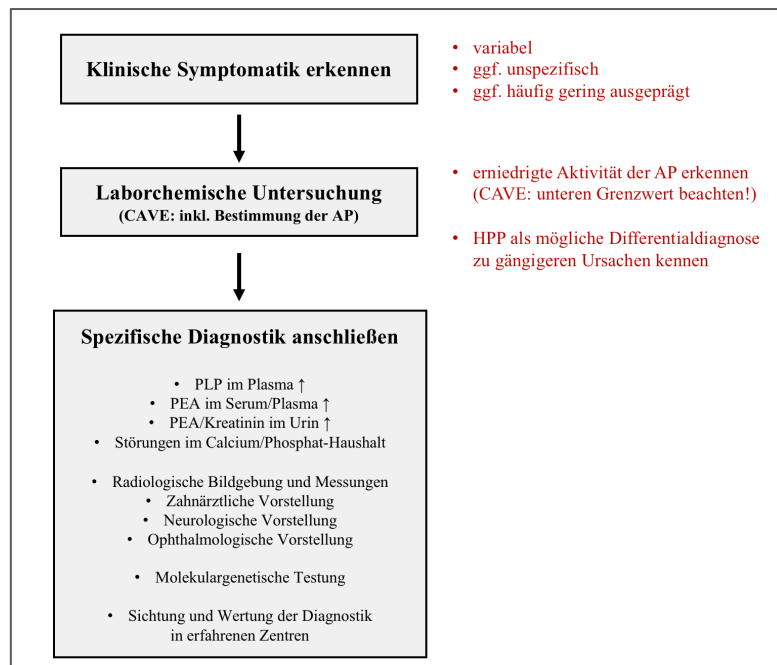 Klinische Symptomatik erkennen
• variabel
• ggf. unspezifisch
• ggf. häufig gering ausgeprägt
Laborchemische Untersuchung
(CAVE: inkl. Bestimmung der AP)
• erniedrigte Aktivität der AP erkennen
(CAVE: unteren Grenzwert beachten!)
• HPP als mögliche Differentialdiagnose
zu gängigeren Ursachen kennen
Spezifische Diagnostik anschließen
• PLP im Plasma ↑
• PEA im Serum/Plasma ↑
• PEA/Kreatinin im Urin ↑
• Störungen im Calcium/Phosphat-Haushalt
• Radiologische Bildgebung und Messungen
• Zahnärztliche Vorstellung
• Neurologische Vorstellung
• Ophthalmologische Vorstellung
• Molekulargenetische Testung
• Sichtung und Wertung der Diagnostik
in erfahrenen Zentren